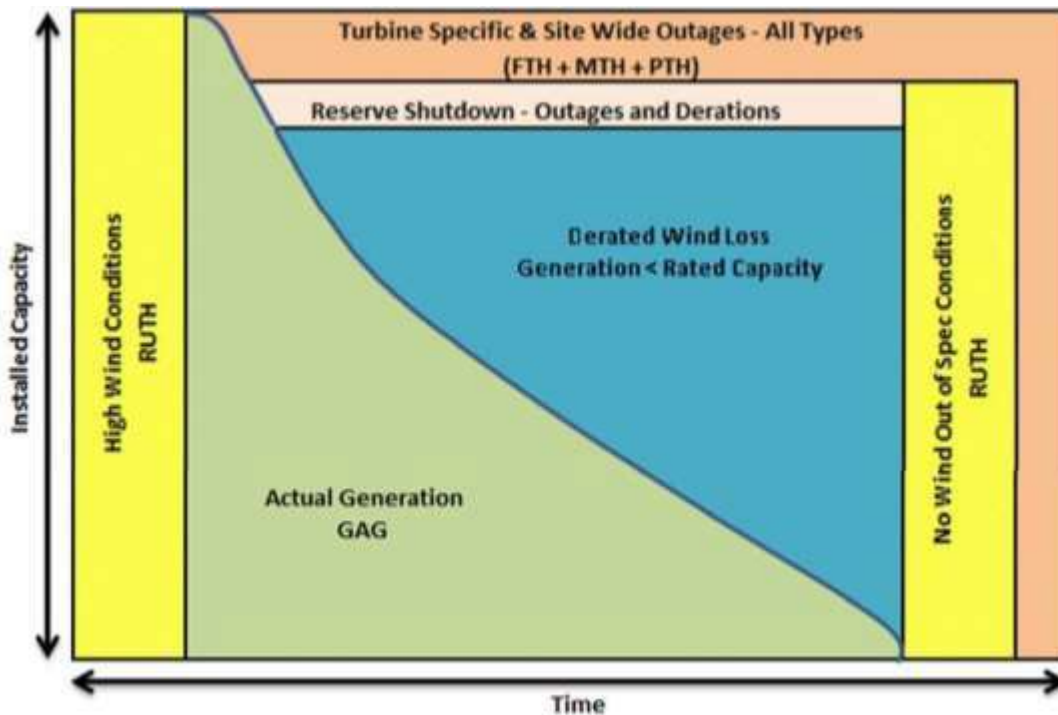 Turbine Specific & Site Wide Outages - All Types
(FTH + MTH + PTH)
Reserve Shutdown - Outages and Derations
Derated Wind Loss
Generation < Rated Capacity
Installed Capacity
High Wind Conditions
RUTH
Actual Generation
GAG
No Wind Out of Spec Conditions
RUTH
Time